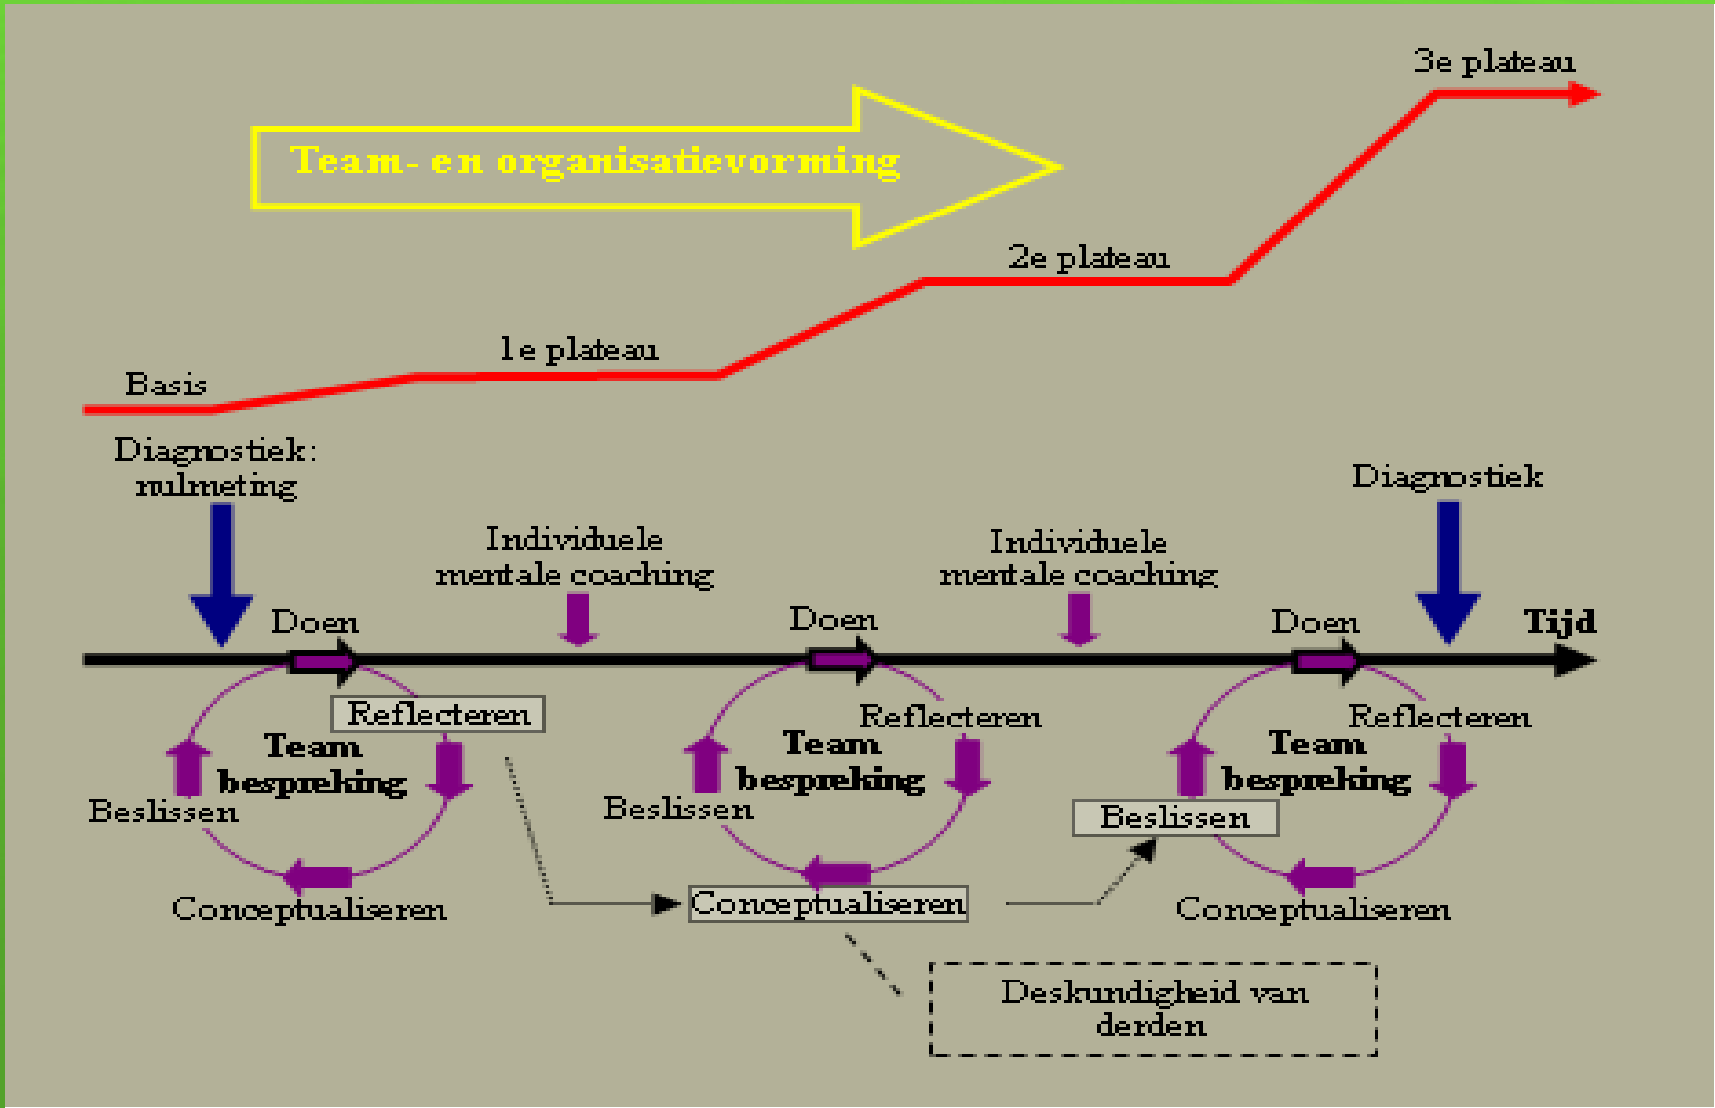 3e plateau
Team- en organisatievorming
2e plateau
1e plateau
Basis
Diagnostiek:
nulmeting
Diagnostiek
Individuele
mentale coaching
Individuele
mentale coaching
Doen
Doen
Doen
Tijd
Reflecteren
Team
bespreking
Beslissen
Conceptualiseren
Reflecteren
Team
bespreking
Beslissen
Conceptualiseren
Reflecteren
Team
bespreking
Beslissen
Conceptualiseren
Deskundigheid van
derden